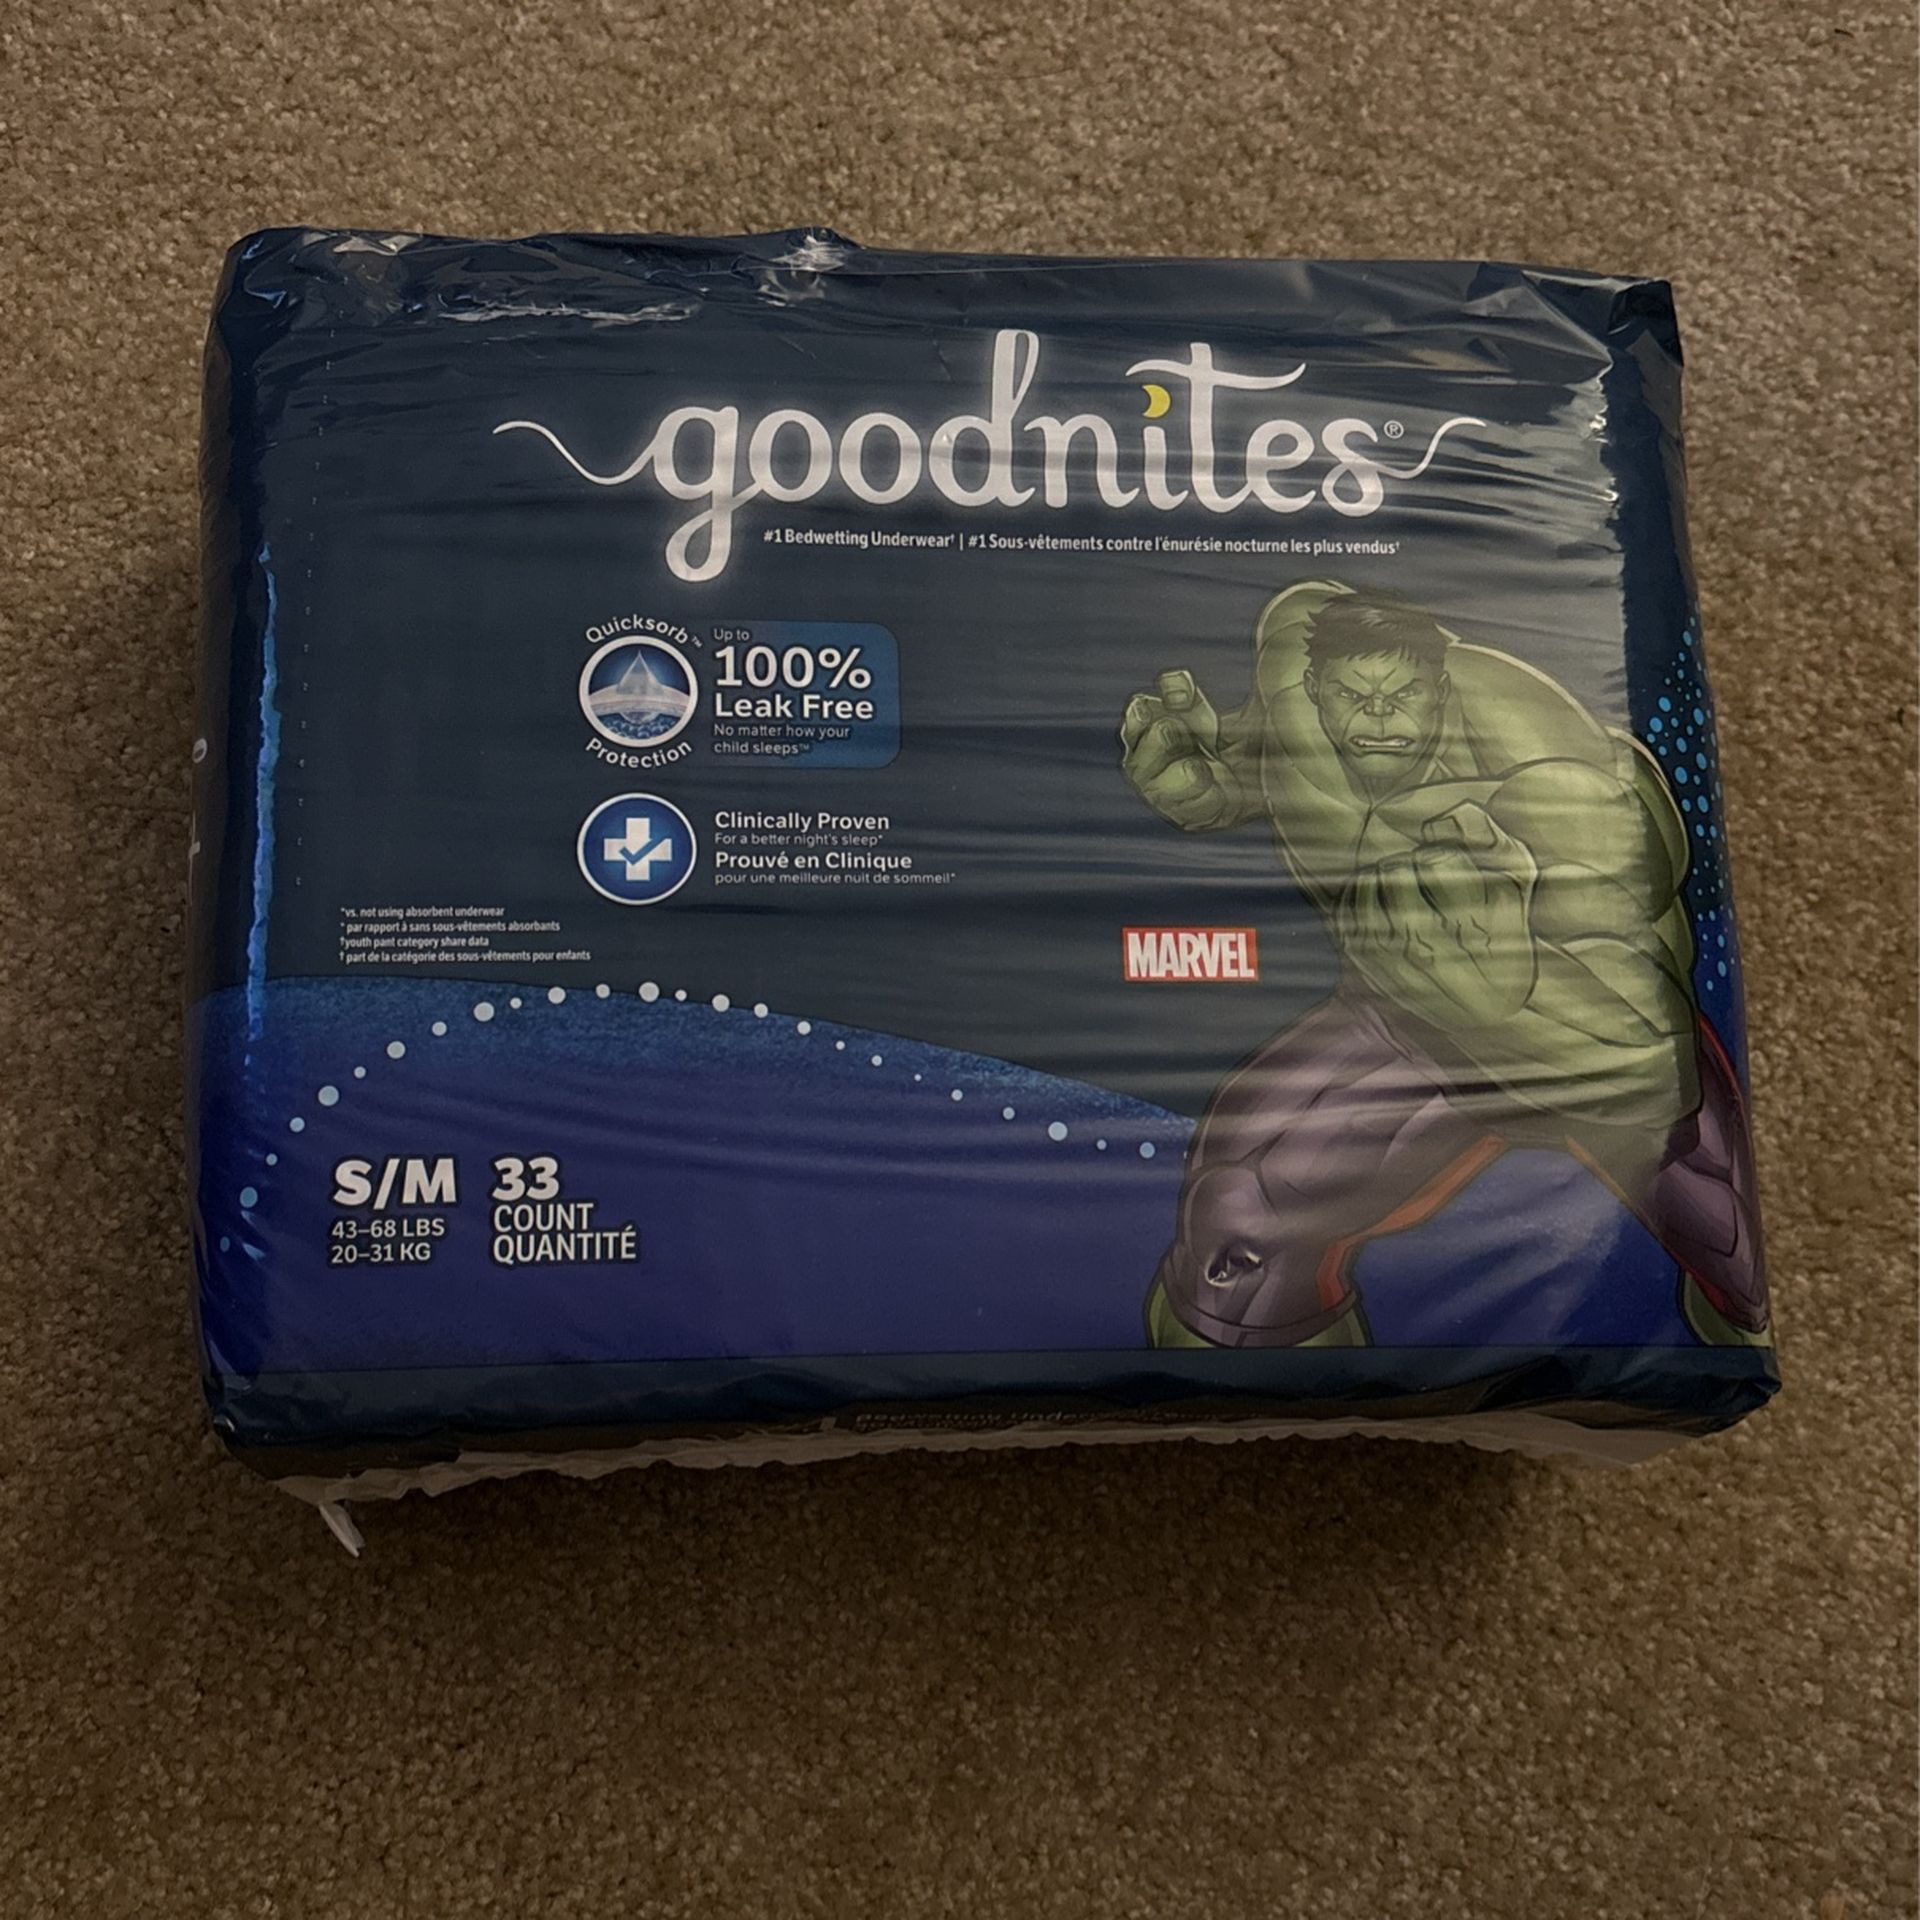 goodnites®
#1 Bedwetting Underwear† | #1 Sous-vêtements contre l'énurésie nocturne les plus vendus†
Quicksorb™
Protection
Up to
100%
Leak Free
No matter how your
child sleeps™
Clinically Proven
For a better night's sleep*
Prouvé en Clinique
pour une meilleure nuit de sommeil*
*vs. not using absorbent underwear
*par rapport à sans sous-vêtements absorbants
†youth pant category share data
†part de la catégorie des sous-vêtements pour enfants
MARVEL
S/M
43–68 LBS
20–31 KG
33
COUNT
QUANTITÉ
Bedwetting